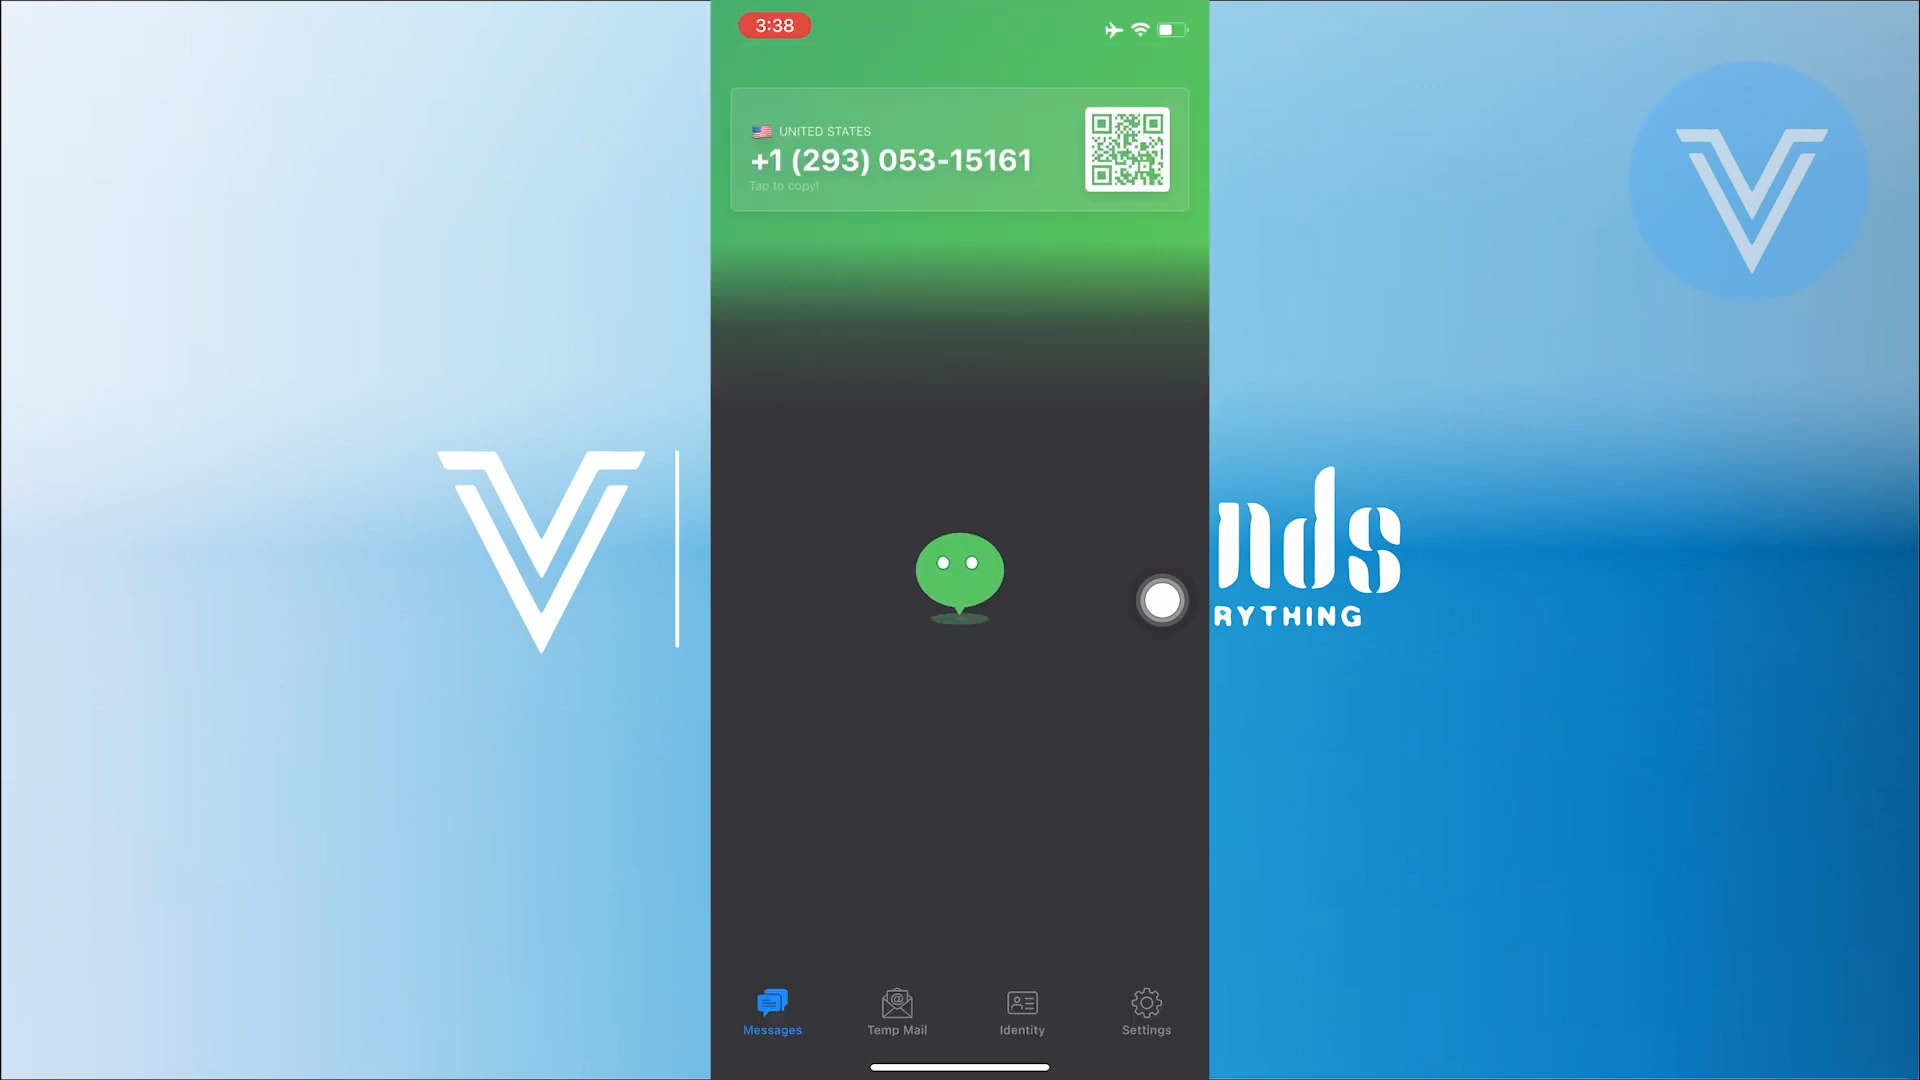 3:38
UNITED STATES
+1 (293) 053-15161
Tap to copy!
nds
RYTHING
Messages
Temp Mail
Identity
Settings